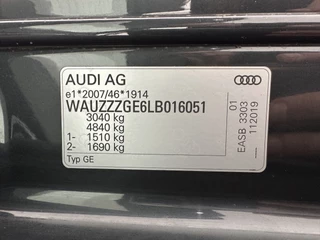 AUDI AG
e1*2007/46*1914
WAUZZZGE6LB016051
3040 kg
4840 kg
1- 1510 kg
2- 1690 kg
Typ GE
EASB 3303 01
112019